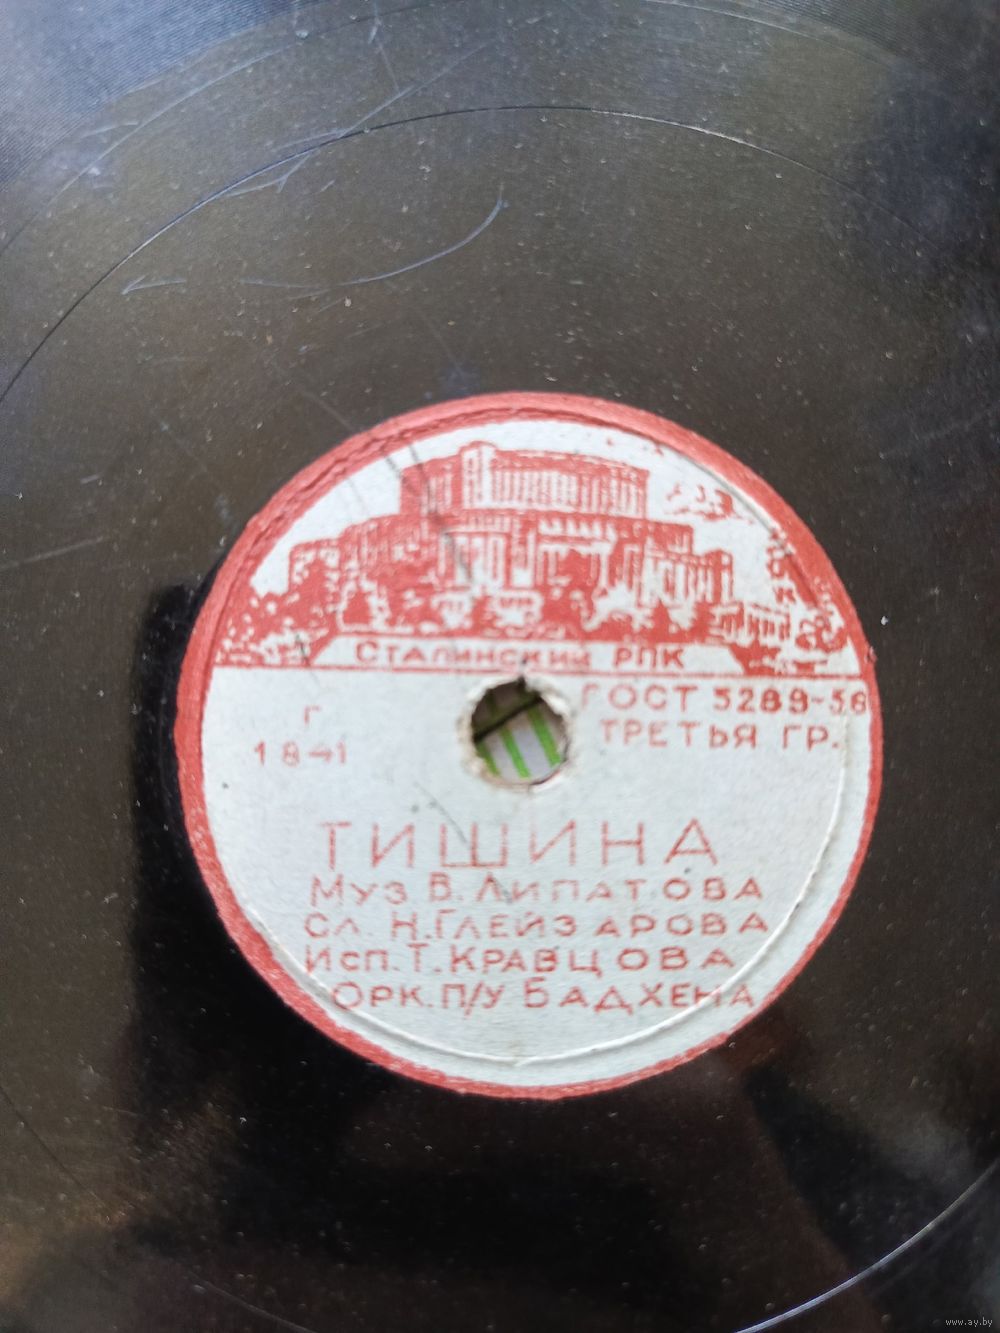 Сталинский РПК
ГОСТ 5289-56
ТРЕТЬЯ ГР.
Г
1841
ТИШИНА
Муз В. Липатова
Сл. Н. Глейзарова
Исп. Т. Кравцова
Орк. п/у Бадхена
www.ay.by